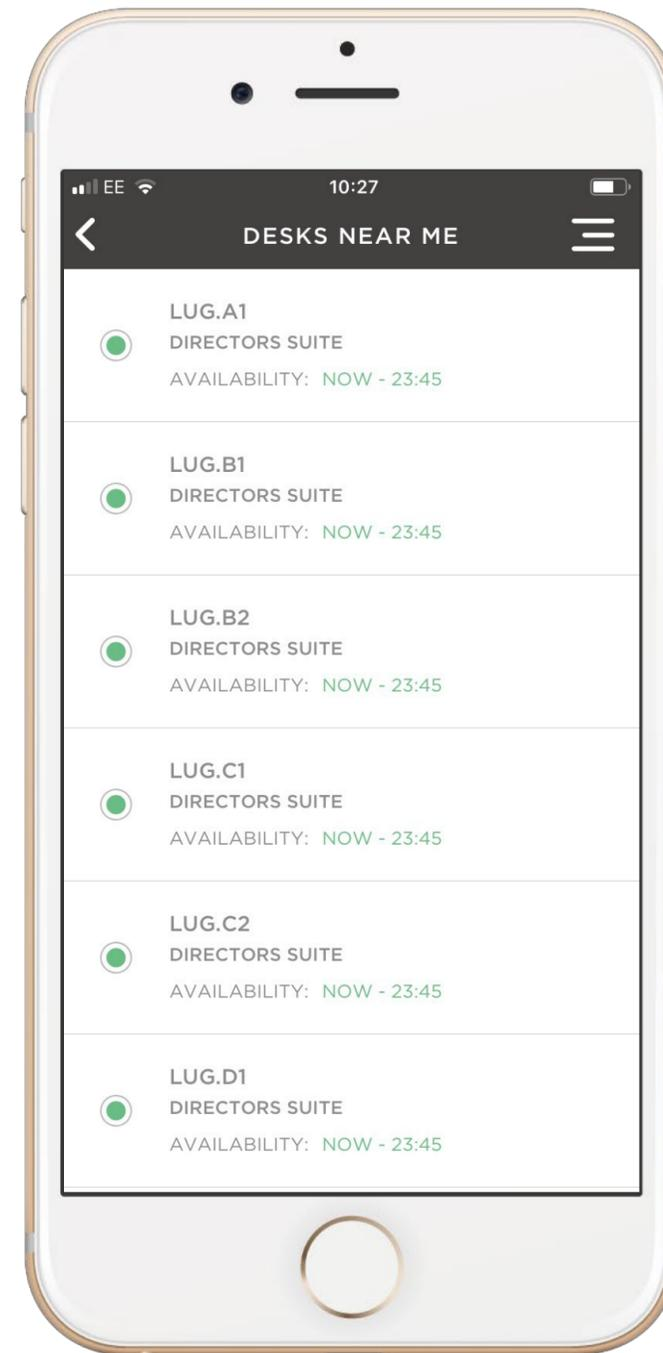 EE 10:27
DESKS NEAR ME
LUG.A1
DIRECTORS SUITE
AVAILABILITY: NOW - 23:45
LUG.B1
DIRECTORS SUITE
AVAILABILITY: NOW - 23:45
LUG.B2
DIRECTORS SUITE
AVAILABILITY: NOW - 23:45
LUG.C1
DIRECTORS SUITE
AVAILABILITY: NOW - 23:45
LUG.C2
DIRECTORS SUITE
AVAILABILITY: NOW - 23:45
LUG.D1
DIRECTORS SUITE
AVAILABILITY: NOW - 23:45